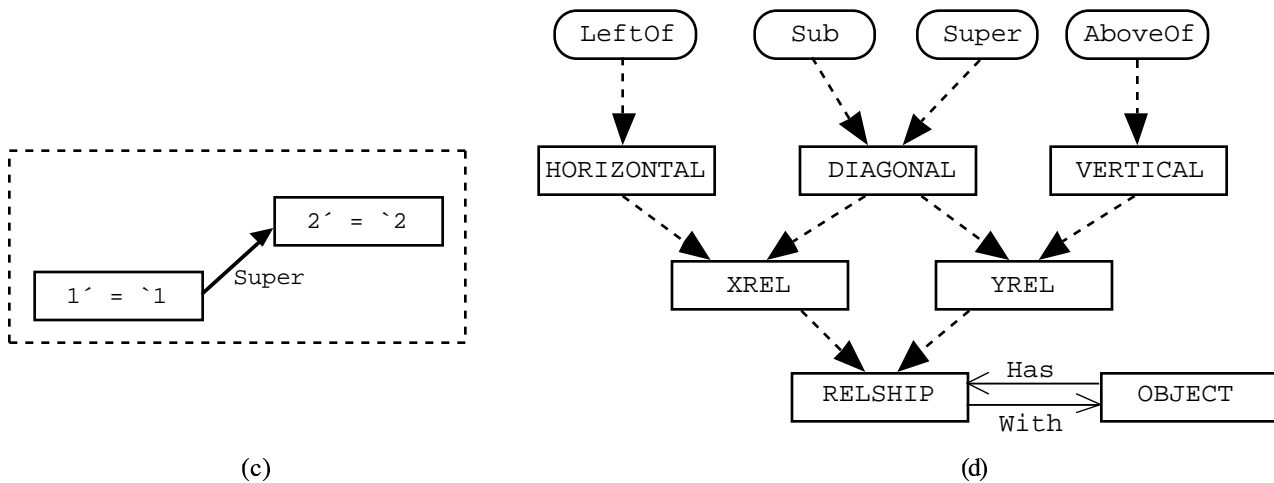 LeftOf
Sub
Super
AboveOf
HORIZONTAL
DIAGONAL
VERTICAL
2´ = `2
Super
1´ = `1
XREL
YREL
RELSHIP
Has
With
OBJECT
(c)
(d)